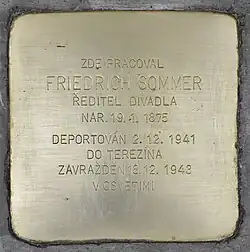 ZDE PRACOVAL
FRIEDRICH SOMMER
ŘEDITEL DIVADLA
NAR. 19. 4. 1875
DEPORTOVÁN 2. 12. 1941
DO TEREZÍNA
ZAVRAŽDĚN 18. 12. 1943
V OSVĚTIMI